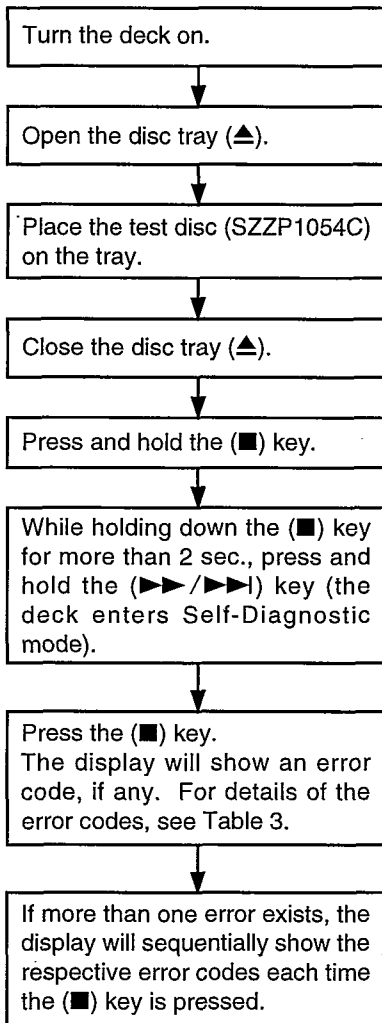 Turn the deck on.
Open the disc tray (⏏).
Place the test disc (SZZP1054C)
on the tray.
Close the disc tray (⏏).
Press and hold the (■) key.
While holding down the (■) key
for more than 2 sec., press and
hold the (▶▶/▶▶|) key (the
deck enters Self-Diagnostic
mode).
Press the (■) key.
The display will show an error
code, if any. For details of the
error codes, see Table 3.
If more than one error exists, the
display will sequentially show the
respective error codes each time
the (■) key is pressed.